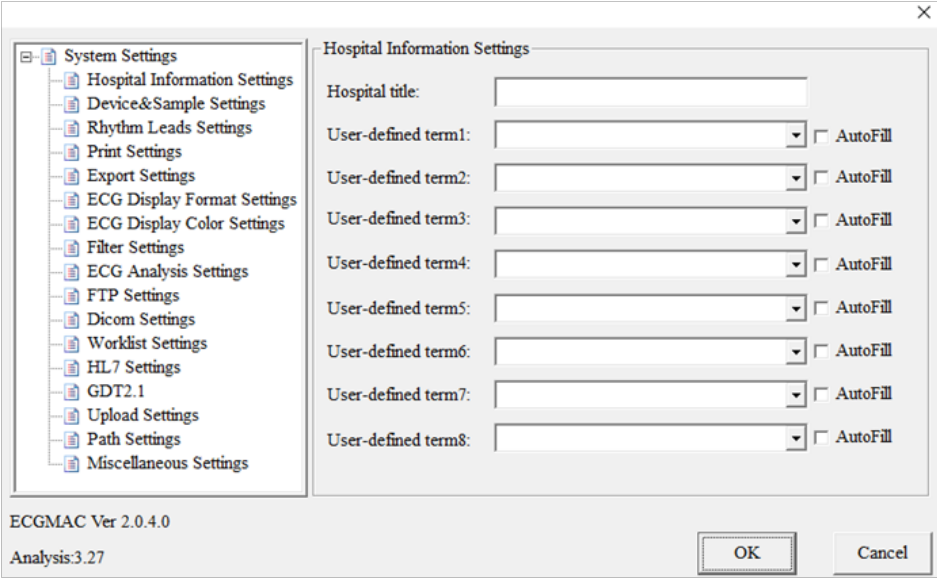 System Settings
Hospital Information Settings
Device&Sample Settings
Rhythm Leads Settings
Print Settings
Export Settings
ECG Display Format Settings
ECG Display Color Settings
Filter Settings
ECG Analysis Settings
FTP Settings
Dicom Settings
Worklist Settings
HL7 Settings
GDT2.1
Upload Settings
Path Settings
Miscellaneous Settings
Hospital Information Settings
Hospital title:
User-defined term1: AutoFill
User-defined term2: AutoFill
User-defined term3: AutoFill
User-defined term4: AutoFill
User-defined term5: AutoFill
User-defined term6: AutoFill
User-defined term7: AutoFill
User-defined term8: AutoFill
ECGMAC Ver 2.0.4.0
Analysis:3.27
OK Cancel